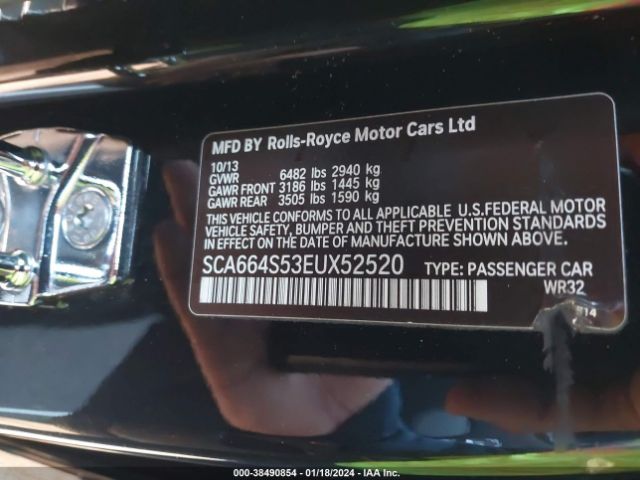 MFD BY Rolls-Royce Motor Cars Ltd
10/13
GVWR 6482 lbs 2940 kg
GAWR FRONT 3186 lbs 1445 kg
GAWR REAR 3505 lbs 1590 kg
THIS VEHICLE CONFORMS TO ALL APPLICABLE U.S.FEDERAL MOTOR
VEHICLE SAFETY, BUMPER AND THEFT PREVENTION STANDARDS
IN EFFECT ON THE DATE OF MANUFACTURE SHOWN ABOVE.
SCA664S53EUX52520 TYPE: PASSENGER CAR
WR32
000-38490854 - 01/18/2024 - IAA Inc.